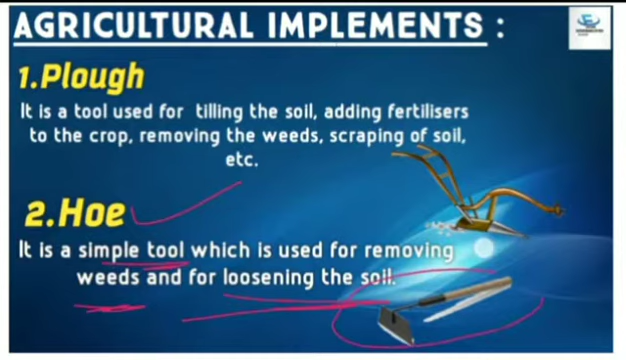 AGRICULTURAL IMPLEMENTS :
1.Plough
It is a tool used for tilling the soil, adding fertilisers
to the crop, removing the weeds, scraping of soil,
etc.
2.Hoe
It is a simple tool which is used for removing
weeds and for loosening the soil.